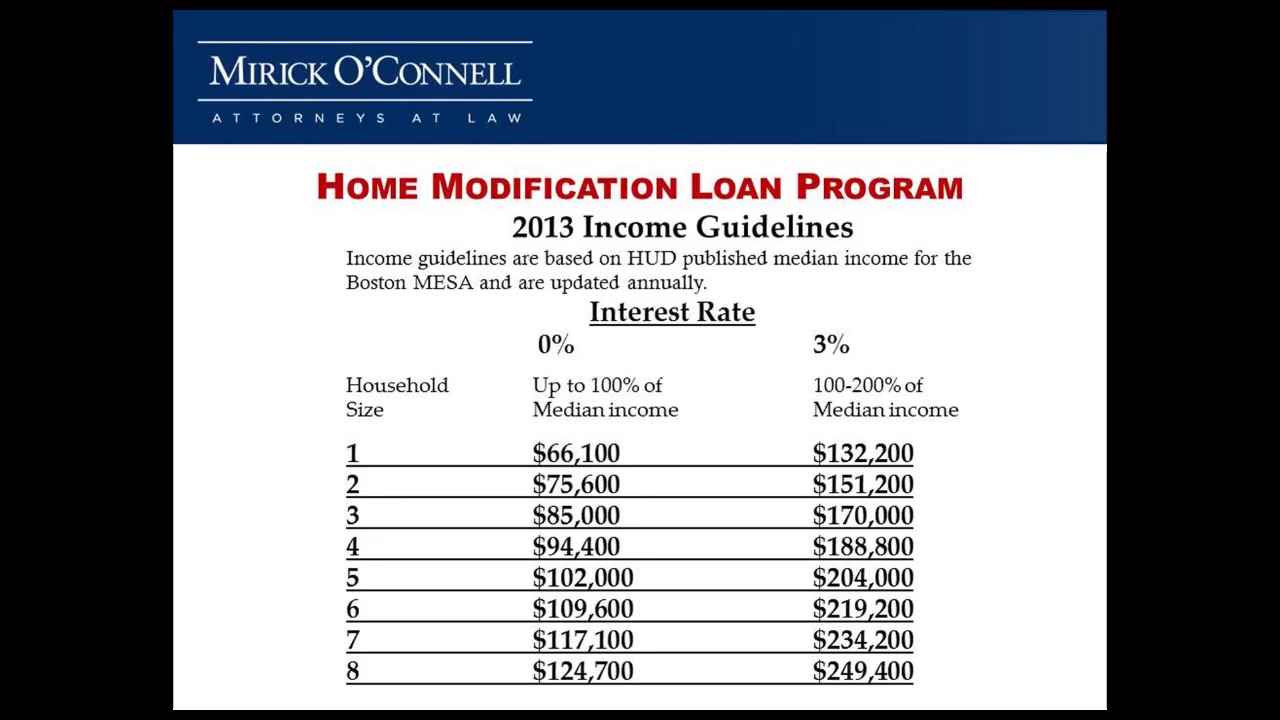 MIRICK O'CONNELL
ATTORNEYS AT LAW
HOME MODIFICATION LOAN PROGRAM
2013 Income Guidelines
Income guidelines are based on HUD published median income for the
Boston MESA and are updated annually.
Interest Rate
0% 3%
Household Up to 100% of 100-200% of
Size Median income Median income
1 $66,100 $132,200
2 $75,600 $151,200
3 $85,000 $170,000
4 $94,400 $188,800
5 $102,000 $204,000
6 $109,600 $219,200
7 $117,100 $234,200
8 $124,700 $249,400